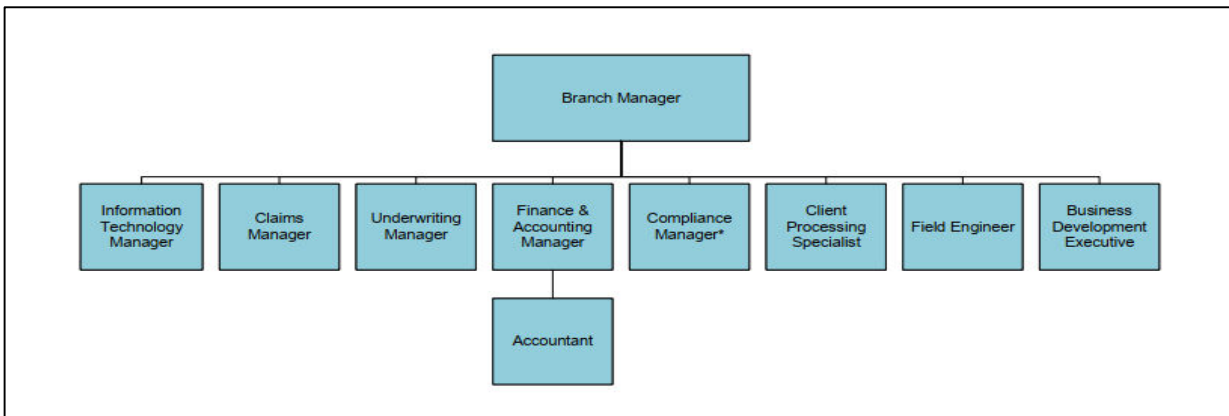 Branch Manager
Information
Technology
Manager
Claims
Manager
Underwriting
Manager
Finance &
Accounting
Manager
Compliance
Manager*
Client
Processing
Specialist
Field Engineer
Business
Development
Executive
Accountant